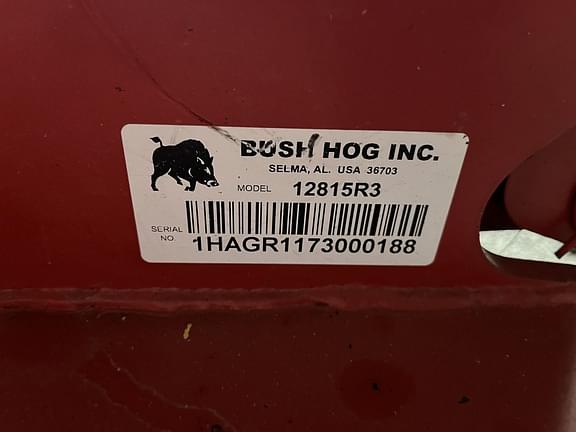 BUSH HOG INC.
SELMA, AL. USA 36703
MODEL 12815R3
SERIAL NO. 1HAGR1173000188